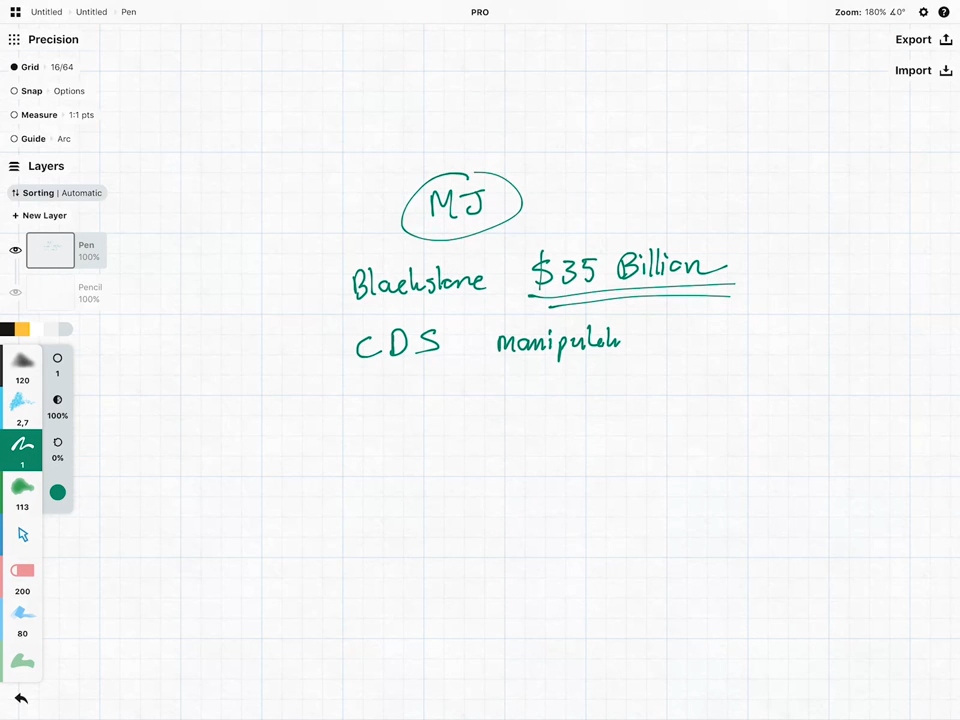 Untitled › Untitled › Pen
PRO
Zoom: 180% ∡0°
Precision
Export
Grid › 16/64
Import
Snap › Options
Measure › 1:1 pts
Guide › Arc
Layers
Sorting | Automatic
+ New Layer
Pen
100%
Pencil
100%
MJ
Blackstone $35 Billion
CDS
120
1
100%
2,7
0%
1
113
200
80